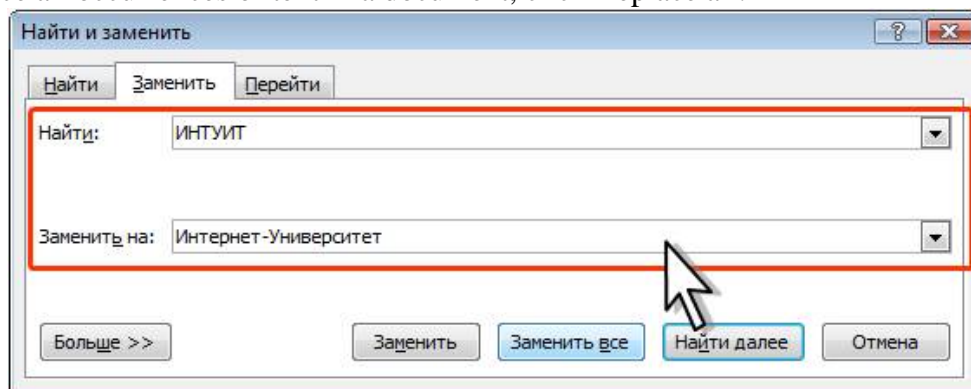 Найти и заменить
Найти Заменить Перейти
Найти: ИНТУИТ
Заменить на: Интернет-Университет
Больше >> Заменить Заменить все Найти далее Отмена